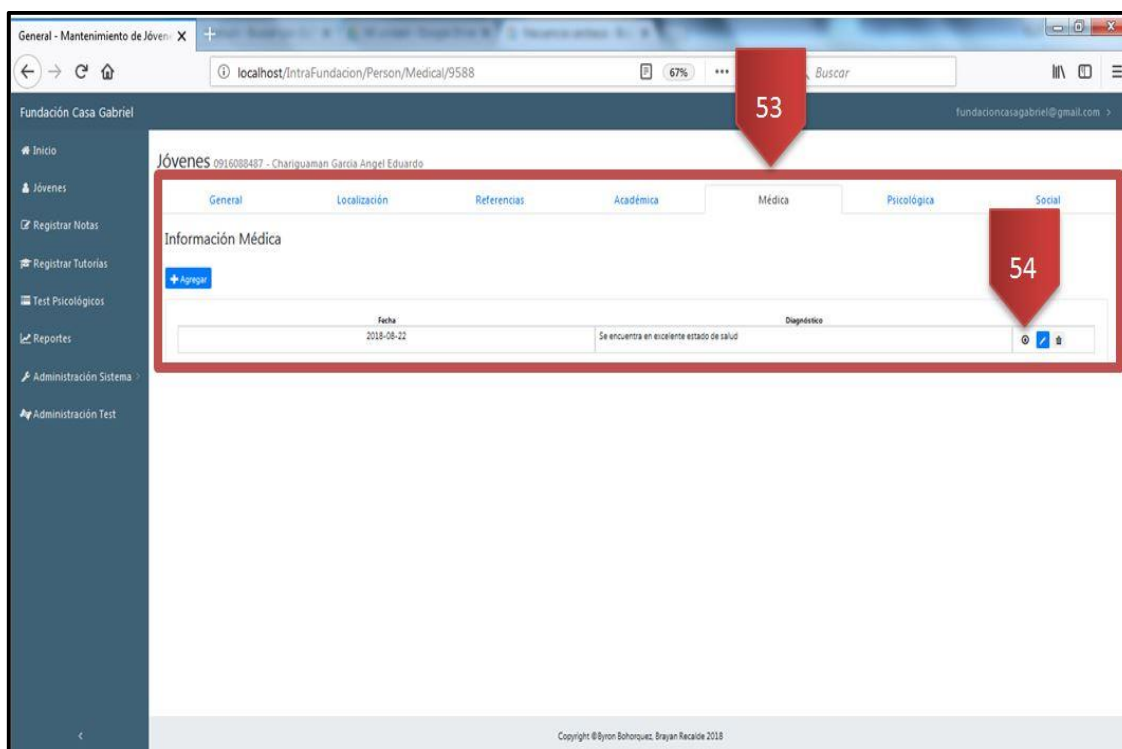 General - Mantenimiento de Jóven
localhost/IntraFundacion/Person/Medical/9588
67%
Buscar
53
Fundación Casa Gabriel
fundacioncasagabriel@gmail.com >
Inicio
Jóvenes
Registrar Notas
Registrar Tutorías
Test Psicológicos
Reportes
Administración Sistema >
Administración Test
Jóvenes 0916088487 - Chariguaman Garcia Angel Eduardo
General Localización Referencias Académica Médica Psicológica Social
Información Médica
54
+ Agregar
Fecha Diagnóstico
2018-08-22 Se encuentra en excelente estado de salud
Copyright ©Byron Bohorquez, Brayan Recalde 2018